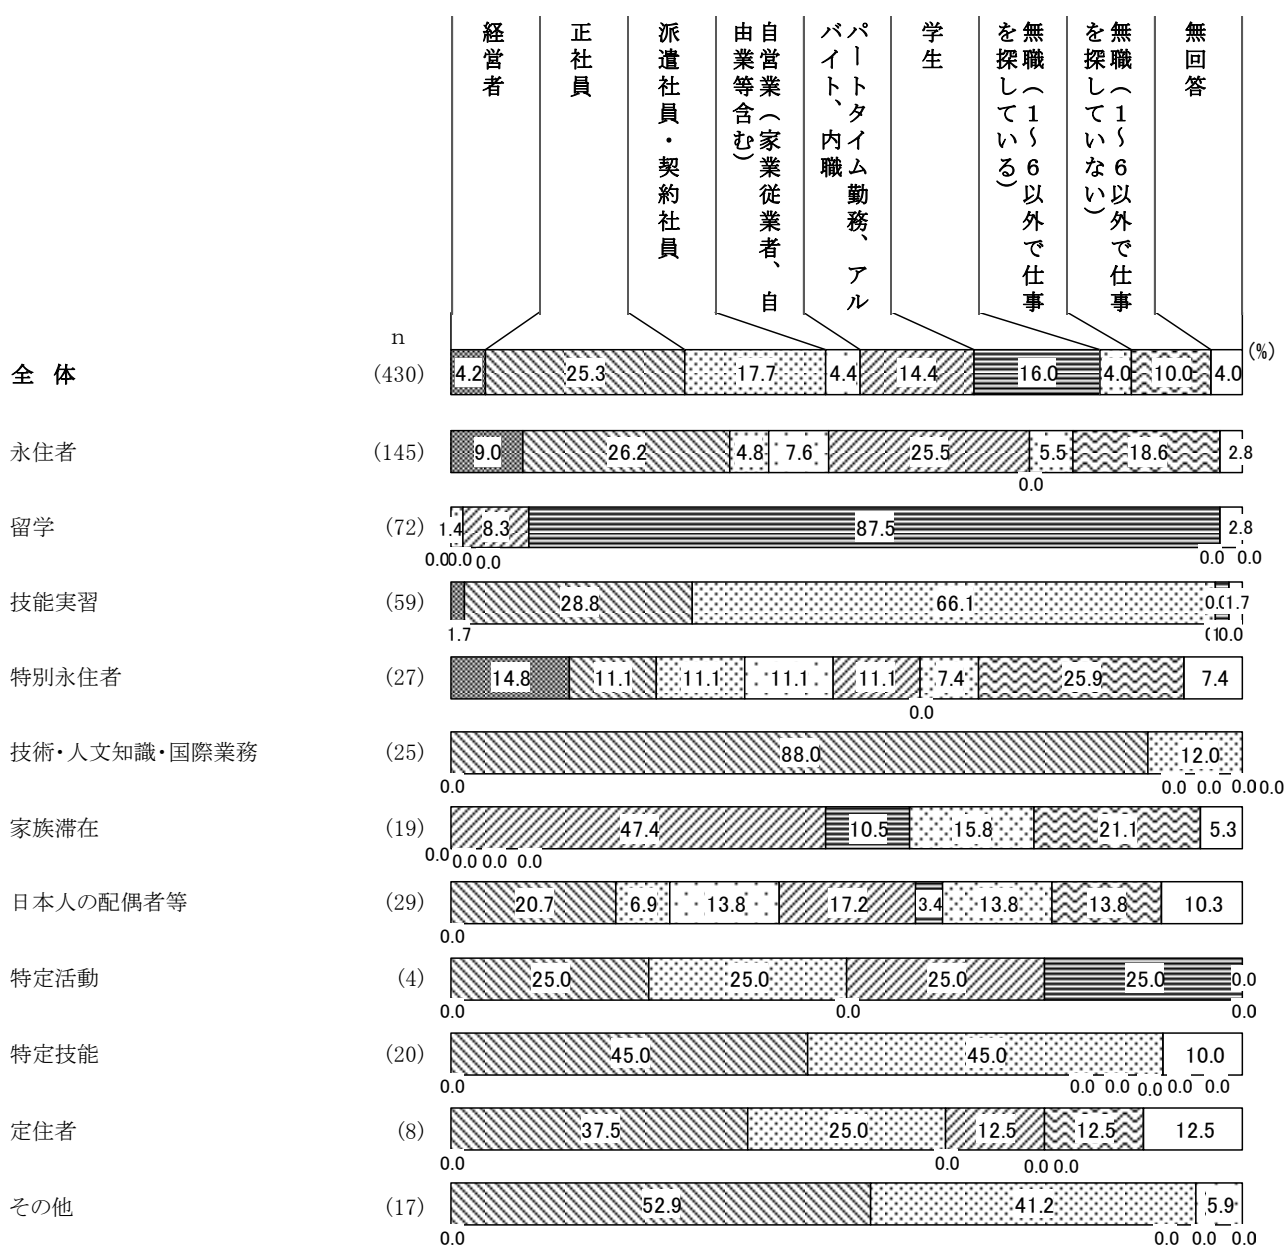 経営者
正社員
派遣社員・契約社員
自営業（家業従業者、自
由業等含む）
パートタイム勤務、アル
バイト、内職
学生
無職（１～６以外で仕事
を探している）
無職（１～６以外で仕事
を探していない）
無回答
n
(%)
全 体 (430) 4.2 25.3 17.7 4.4 14.4 16.0 4.0 10.0 4.0
永住者 (145) 9.0 26.2 4.8 7.6 25.5 5.5 18.6 2.8
0.0
留学 (72) 1.4 8.3 87.5 2.8
0.0 0.0 0.0 0.0 0.0
技能実習 (59) 28.8 66.1 1.7
1.7 0.0
特別永住者 (27) 14.8 11.1 11.1 11.1 11.1 7.4 25.9 7.4
0.0
技術・人文知識・国際業務 (25) 88.0 12.0
0.0 0.0 0.0 0.0 0.0
家族滞在 (19) 47.4 10.5 15.8 21.1 5.3
0.0 0.0 0.0 0.0
日本人の配偶者等 (29) 20.7 6.9 13.8 17.2 3.4 13.8 13.8 10.3
0.0
特定活動 (4) 25.0 25.0 25.0 25.0 0.0
0.0 0.0 0.0
特定技能 (20) 45.0 45.0 10.0
0.0 0.0 0.0 0.0 0.0 0.0
定住者 (8) 37.5 25.0 12.5 12.5 12.5
0.0 0.0 0.0 0.0
その他 (17) 52.9 41.2 5.9
0.0 0.0 0.0 0.0